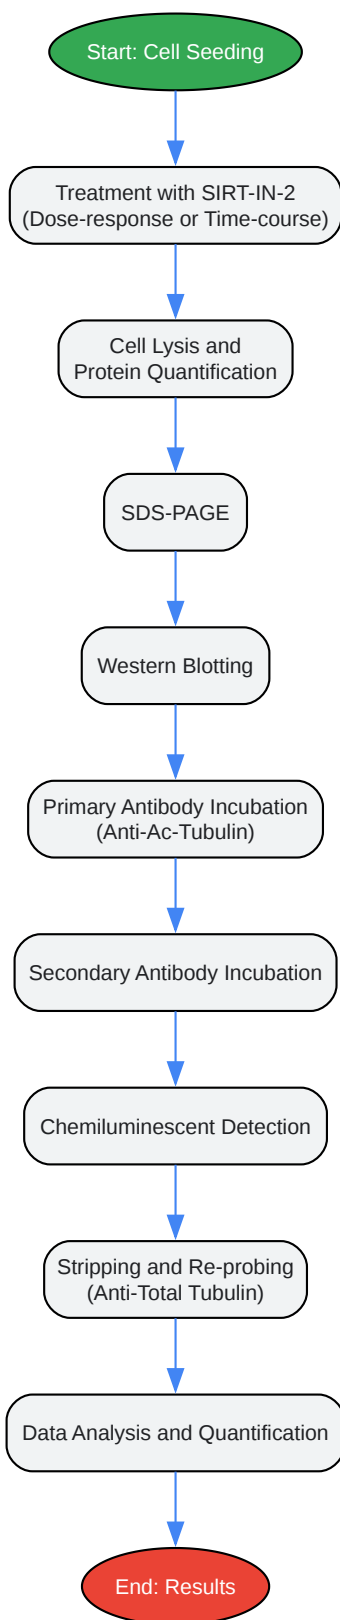 Start: Cell Seeding
Treatment with SIRT-IN-2
(Dose-response or Time-course)
Cell Lysis and
Protein Quantification
SDS-PAGE
Western Blotting
Primary Antibody Incubation
(Anti-Ac-Tubulin)
Secondary Antibody Incubation
Chemiluminescent Detection
Stripping and Re-probing
(Anti-Total Tubulin)
Data Analysis and Quantification
End: Results